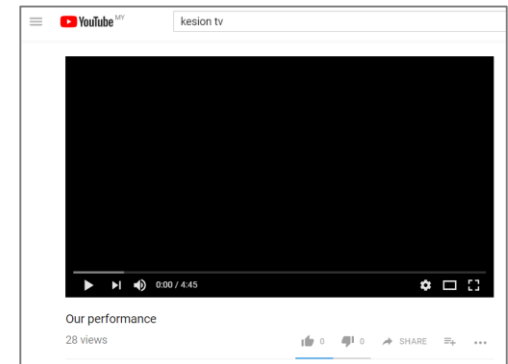 YouTube MY
kesion tv
0:00 / 4:45
Our performance
28 views
0
0
SHARE